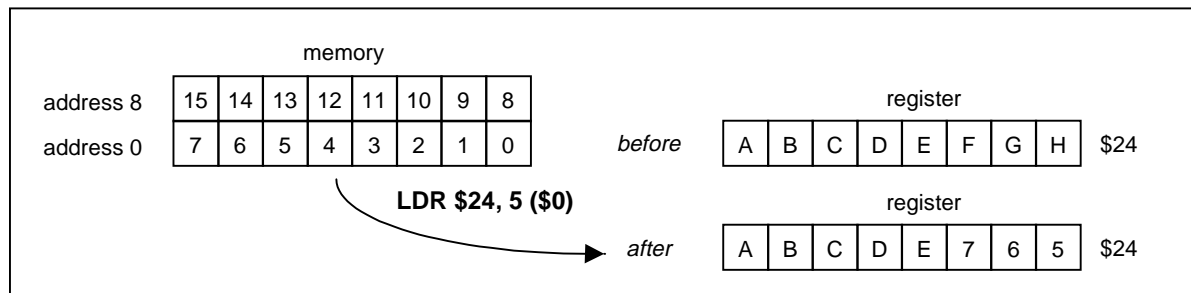 memory
address 8 15 14 13 12 11 10 9 8
address 0 7 6 5 4 3 2 1 0
register
before A B C D E F G H $24
LDR $24, 5 ($0)
register
after A B C D E 7 6 5 $24